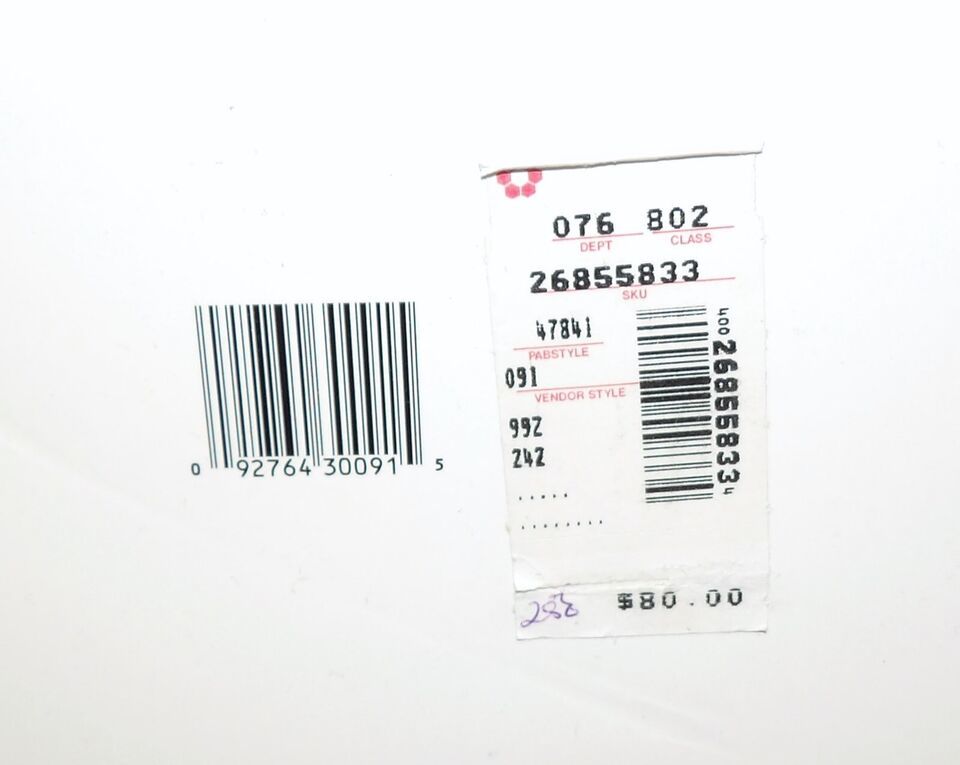 0 92764 30091 5
076 802
DEPT CLASS
26855833
SKU
47841
PABSTYLE
091
VENDOR STYLE
992
242
.....
........
400 26855833 4
$80.00